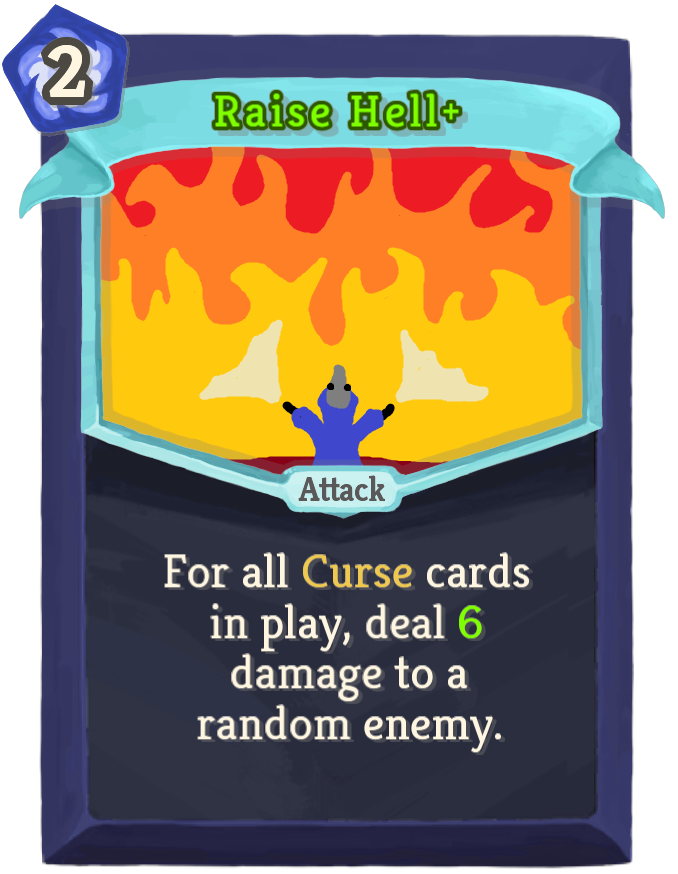 2
Raise Hell+
Attack
For all Curse cards
in play, deal 6
damage to a
random enemy.